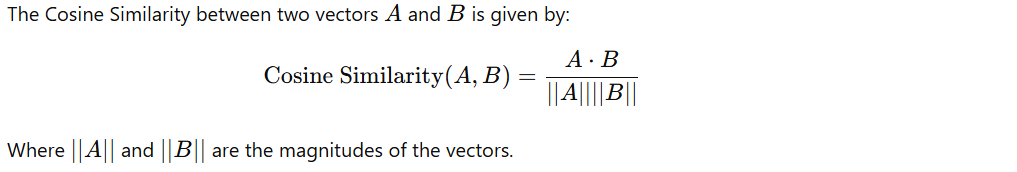 The Cosine Similarity between two vectors A and B is given by:
Cosine Similarity(A, B) = \frac{A · B}{||A||||B||}
Where ||A|| and ||B|| are the magnitudes of the vectors.